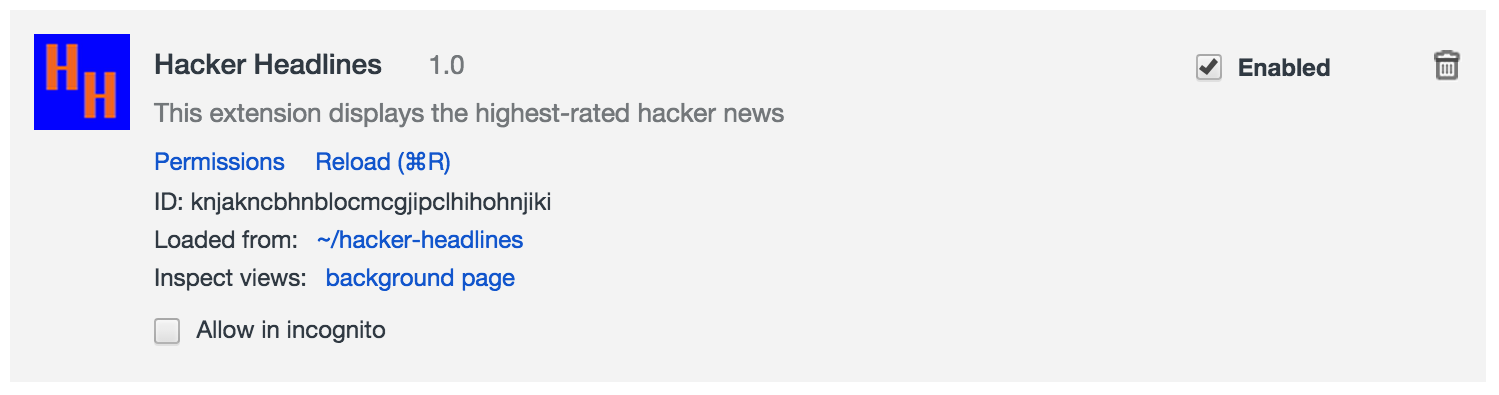 HH
Hacker Headlines 1.0 Enabled
This extension displays the highest-rated hacker news
Permissions Reload (⌘R)
ID: knjakncbhnblocmcgjipclhihohnjiki
Loaded from: ~/hacker-headlines
Inspect views: background page
Allow in incognito